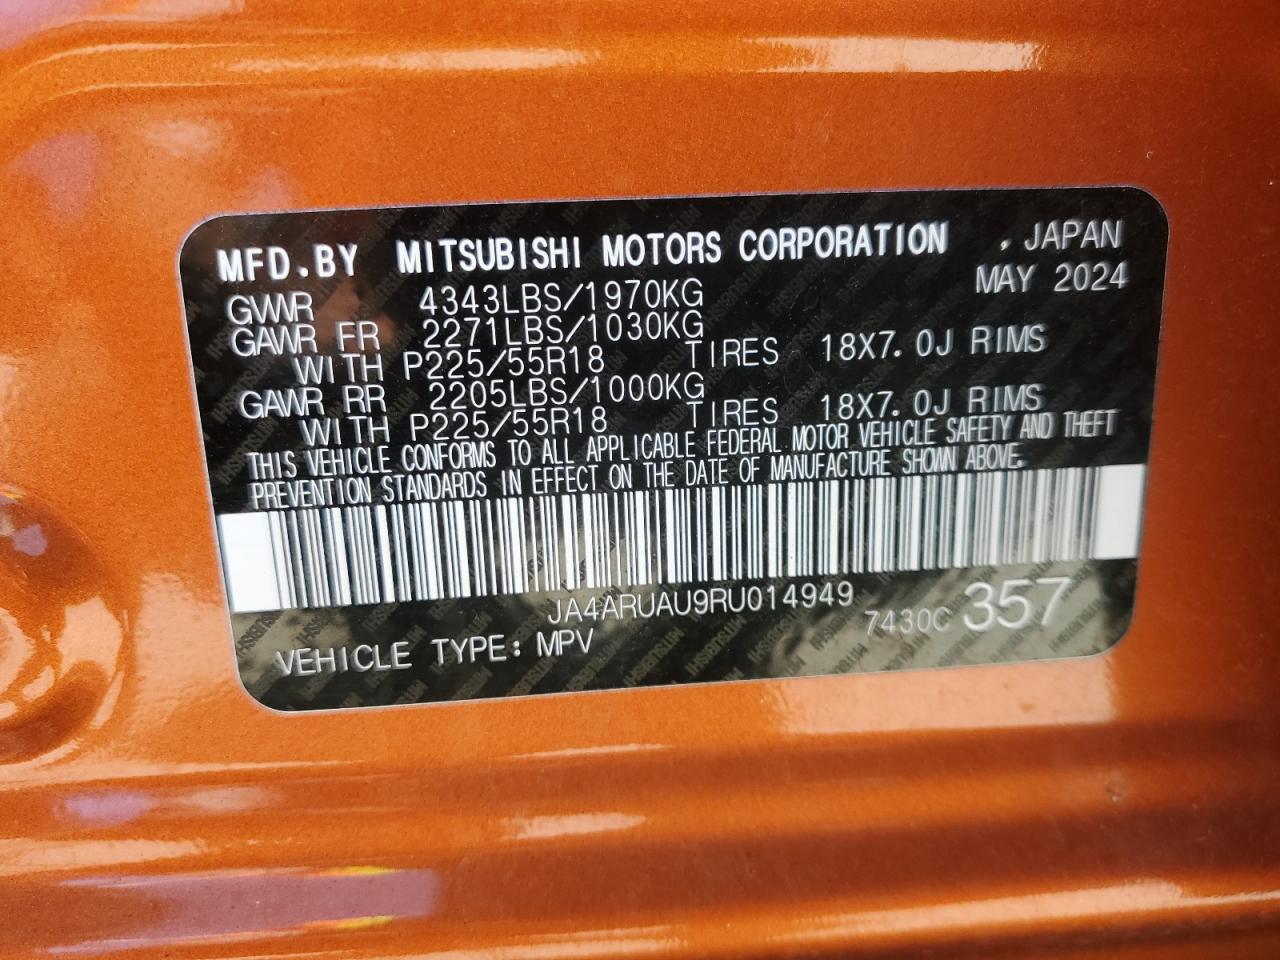 MFD.BY MITSUBISHI MOTORS CORPORATION , JAPAN
MAY 2024
GVWR 4343LBS/1970KG
GAWR FR 2271LBS/1030KG
WITH P225/55R18 TIRES 18X7.0J RIMS
GAWR RR 2205LBS/1000KG
WITH P225/55R18 TIRES 18X7.0J RIMS
THIS VEHICLE CONFORMS TO ALL APPLICABLE FEDERAL MOTOR VEHICLE SAFETY AND THEFT
PREVENTION STANDARDS IN EFFECT ON THE DATE OF MANUFACTURE SHOWN ABOVE.
JA4ARUAU9RU014949
7430C 357
VEHICLE TYPE: MPV